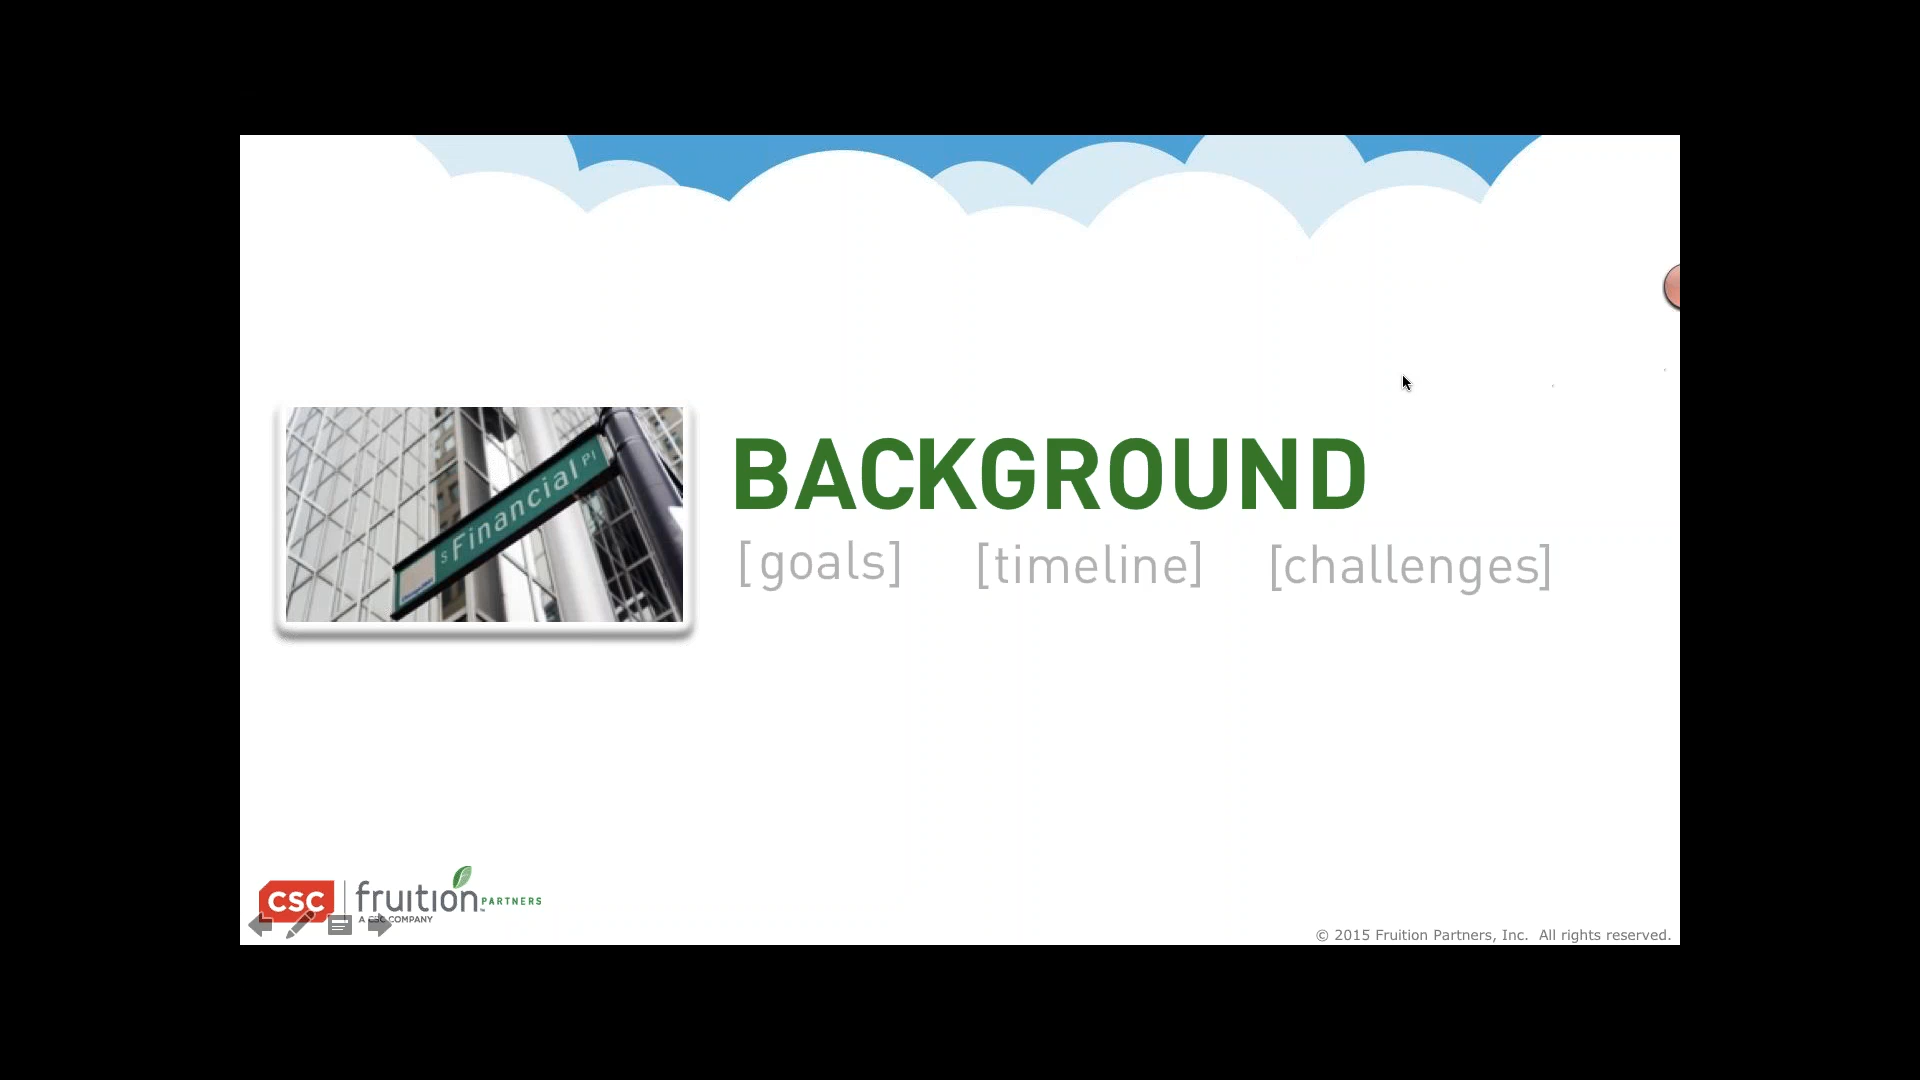 S Financial Pl
BACKGROUND
[goals] [timeline] [challenges]
CSC fruition PARTNERS
A CSC COMPANY
© 2015 Fruition Partners, Inc. All rights reserved.